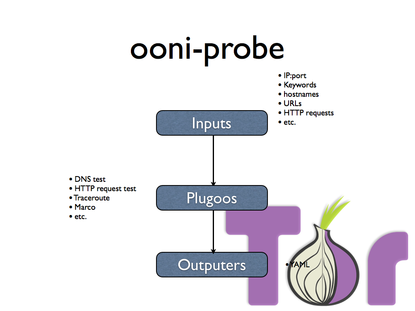 ooni-probe
• IP:port
• Keywords
• hostnames
• URLs
• HTTP requests
• etc.
Inputs
• DNS test
• HTTP request test
• Traceroute
• Marco
• etc.
Plugoos
Outputers
• YAML
Tor